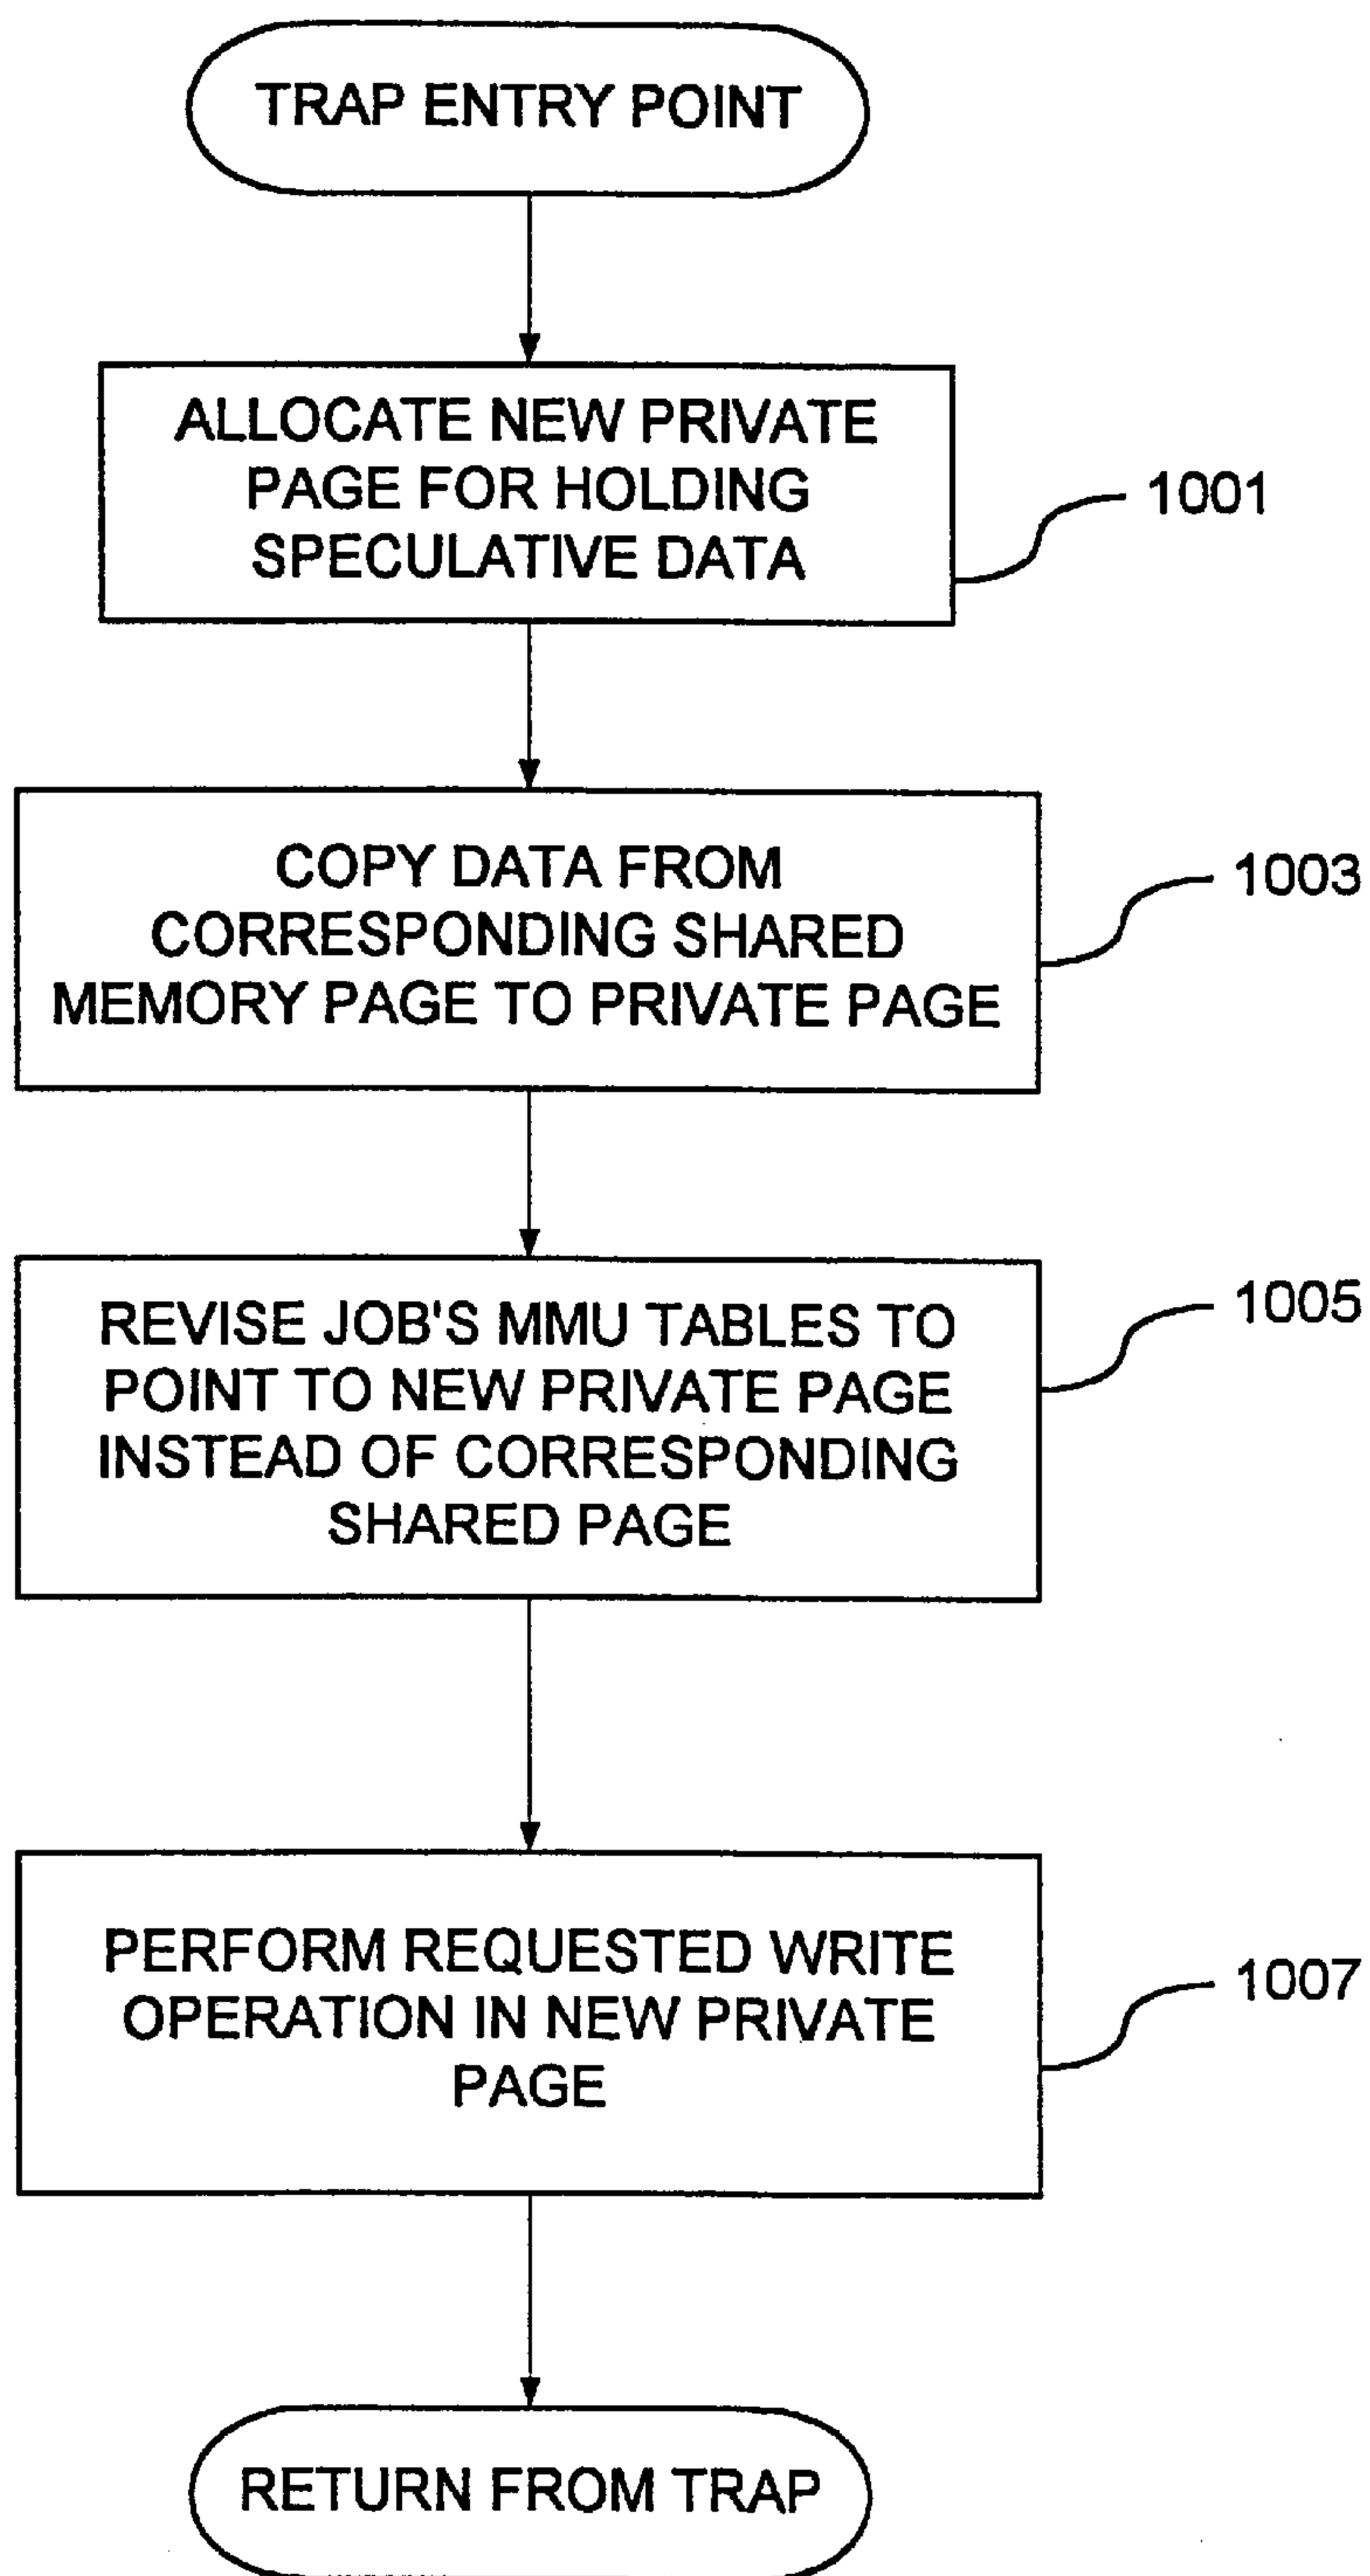 TRAP ENTRY POINT
ALLOCATE NEW PRIVATE
PAGE FOR HOLDING
SPECULATIVE DATA
1001
COPY DATA FROM
CORRESPONDING SHARED
MEMORY PAGE TO PRIVATE PAGE
1003
REVISE JOB'S MMU TABLES TO
POINT TO NEW PRIVATE PAGE
INSTEAD OF CORRESPONDING
SHARED PAGE
1005
PERFORM REQUESTED WRITE
OPERATION IN NEW PRIVATE
PAGE
1007
RETURN FROM TRAP